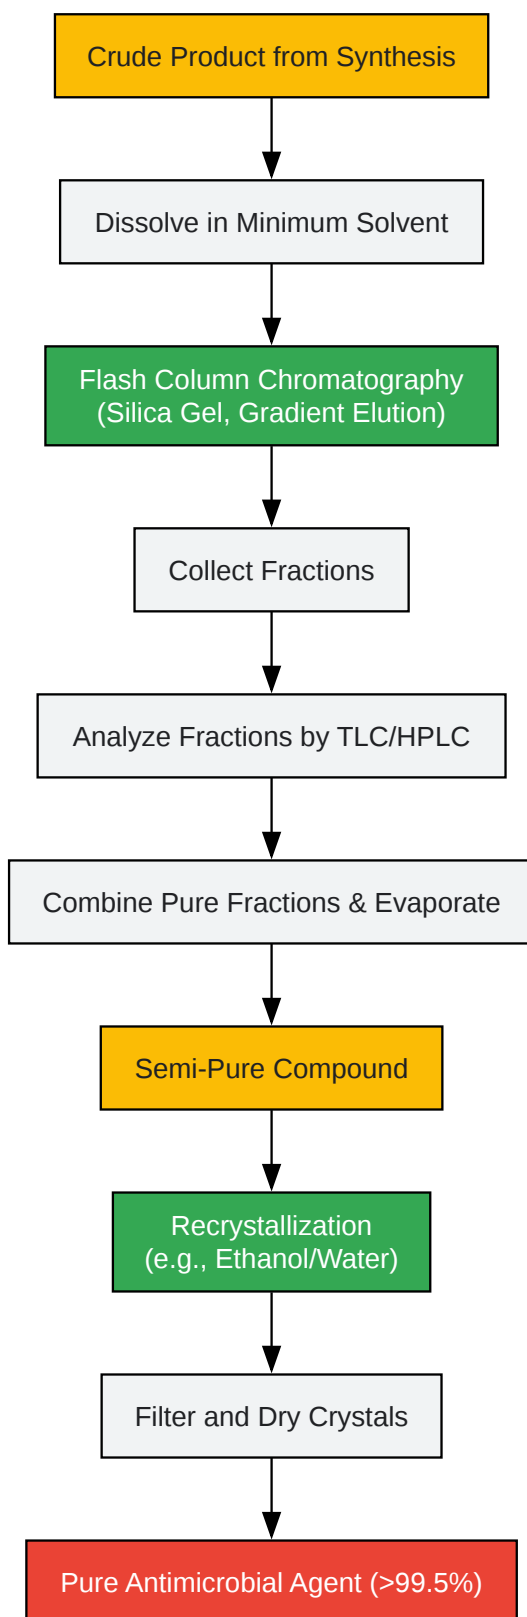 Crude Product from Synthesis
Dissolve in Minimum Solvent
Flash Column Chromatography
(Silica Gel, Gradient Elution)
Collect Fractions
Analyze Fractions by TLC/HPLC
Combine Pure Fractions & Evaporate
Semi-Pure Compound
Recrystallization
(e.g., Ethanol/Water)
Filter and Dry Crystals
Pure Antimicrobial Agent (>99.5%)